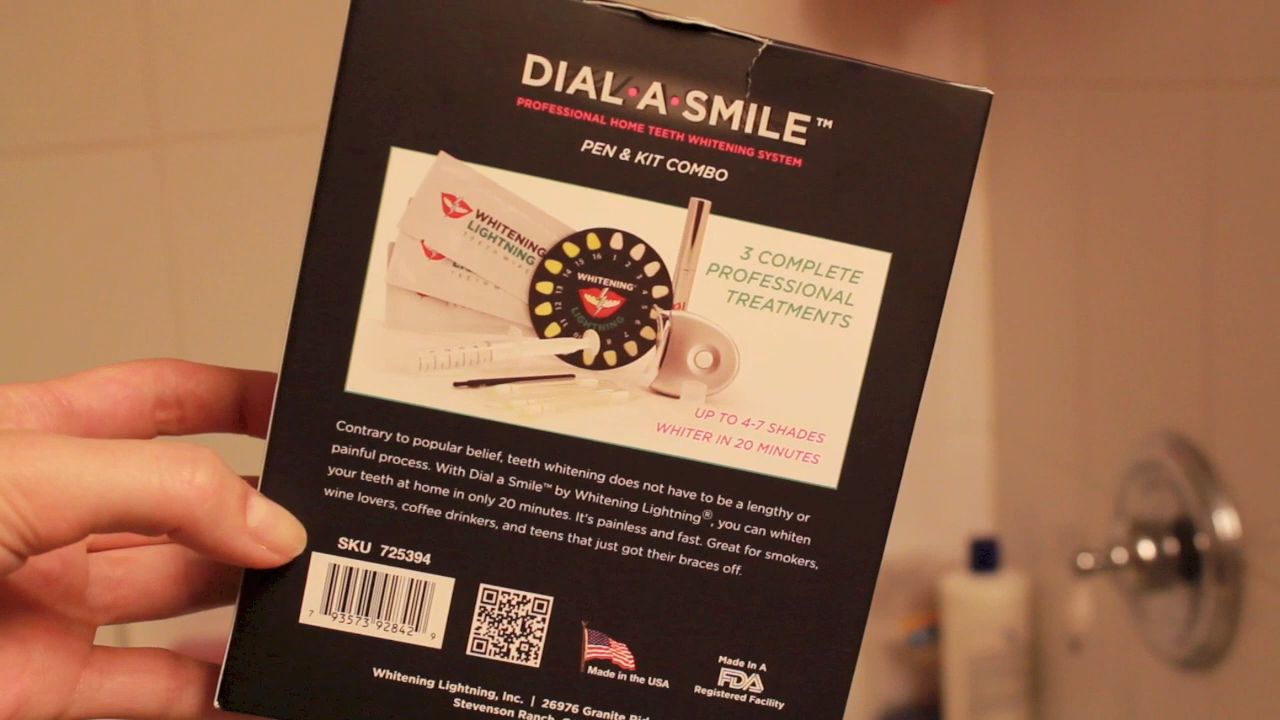 DIAL•A•SMILE™
PROFESSIONAL HOME TEETH WHITENING SYSTEM
PEN & KIT COMBO
WHITENING
LIGHTNING
WHITENING
LIGHTNING
3 COMPLETE
PROFESSIONAL
TREATMENTS
UP TO 4-7 SHADES
WHITER IN 20 MINUTES
Contrary to popular belief, teeth whitening does not have to be a lengthy or
painful process. With Dial a Smile™ by Whitening Lightning®, you can whiten
your teeth at home in only 20 minutes. It's painless and fast. Great for smokers,
wine lovers, coffee drinkers, and teens that just got their braces off.
SKU 725394
7 93573 92842 9
Made in the USA
Made In A
FDA
Registered Facility
Whitening Lightning, Inc. | 26976 Granite
Stevenson Ranch,